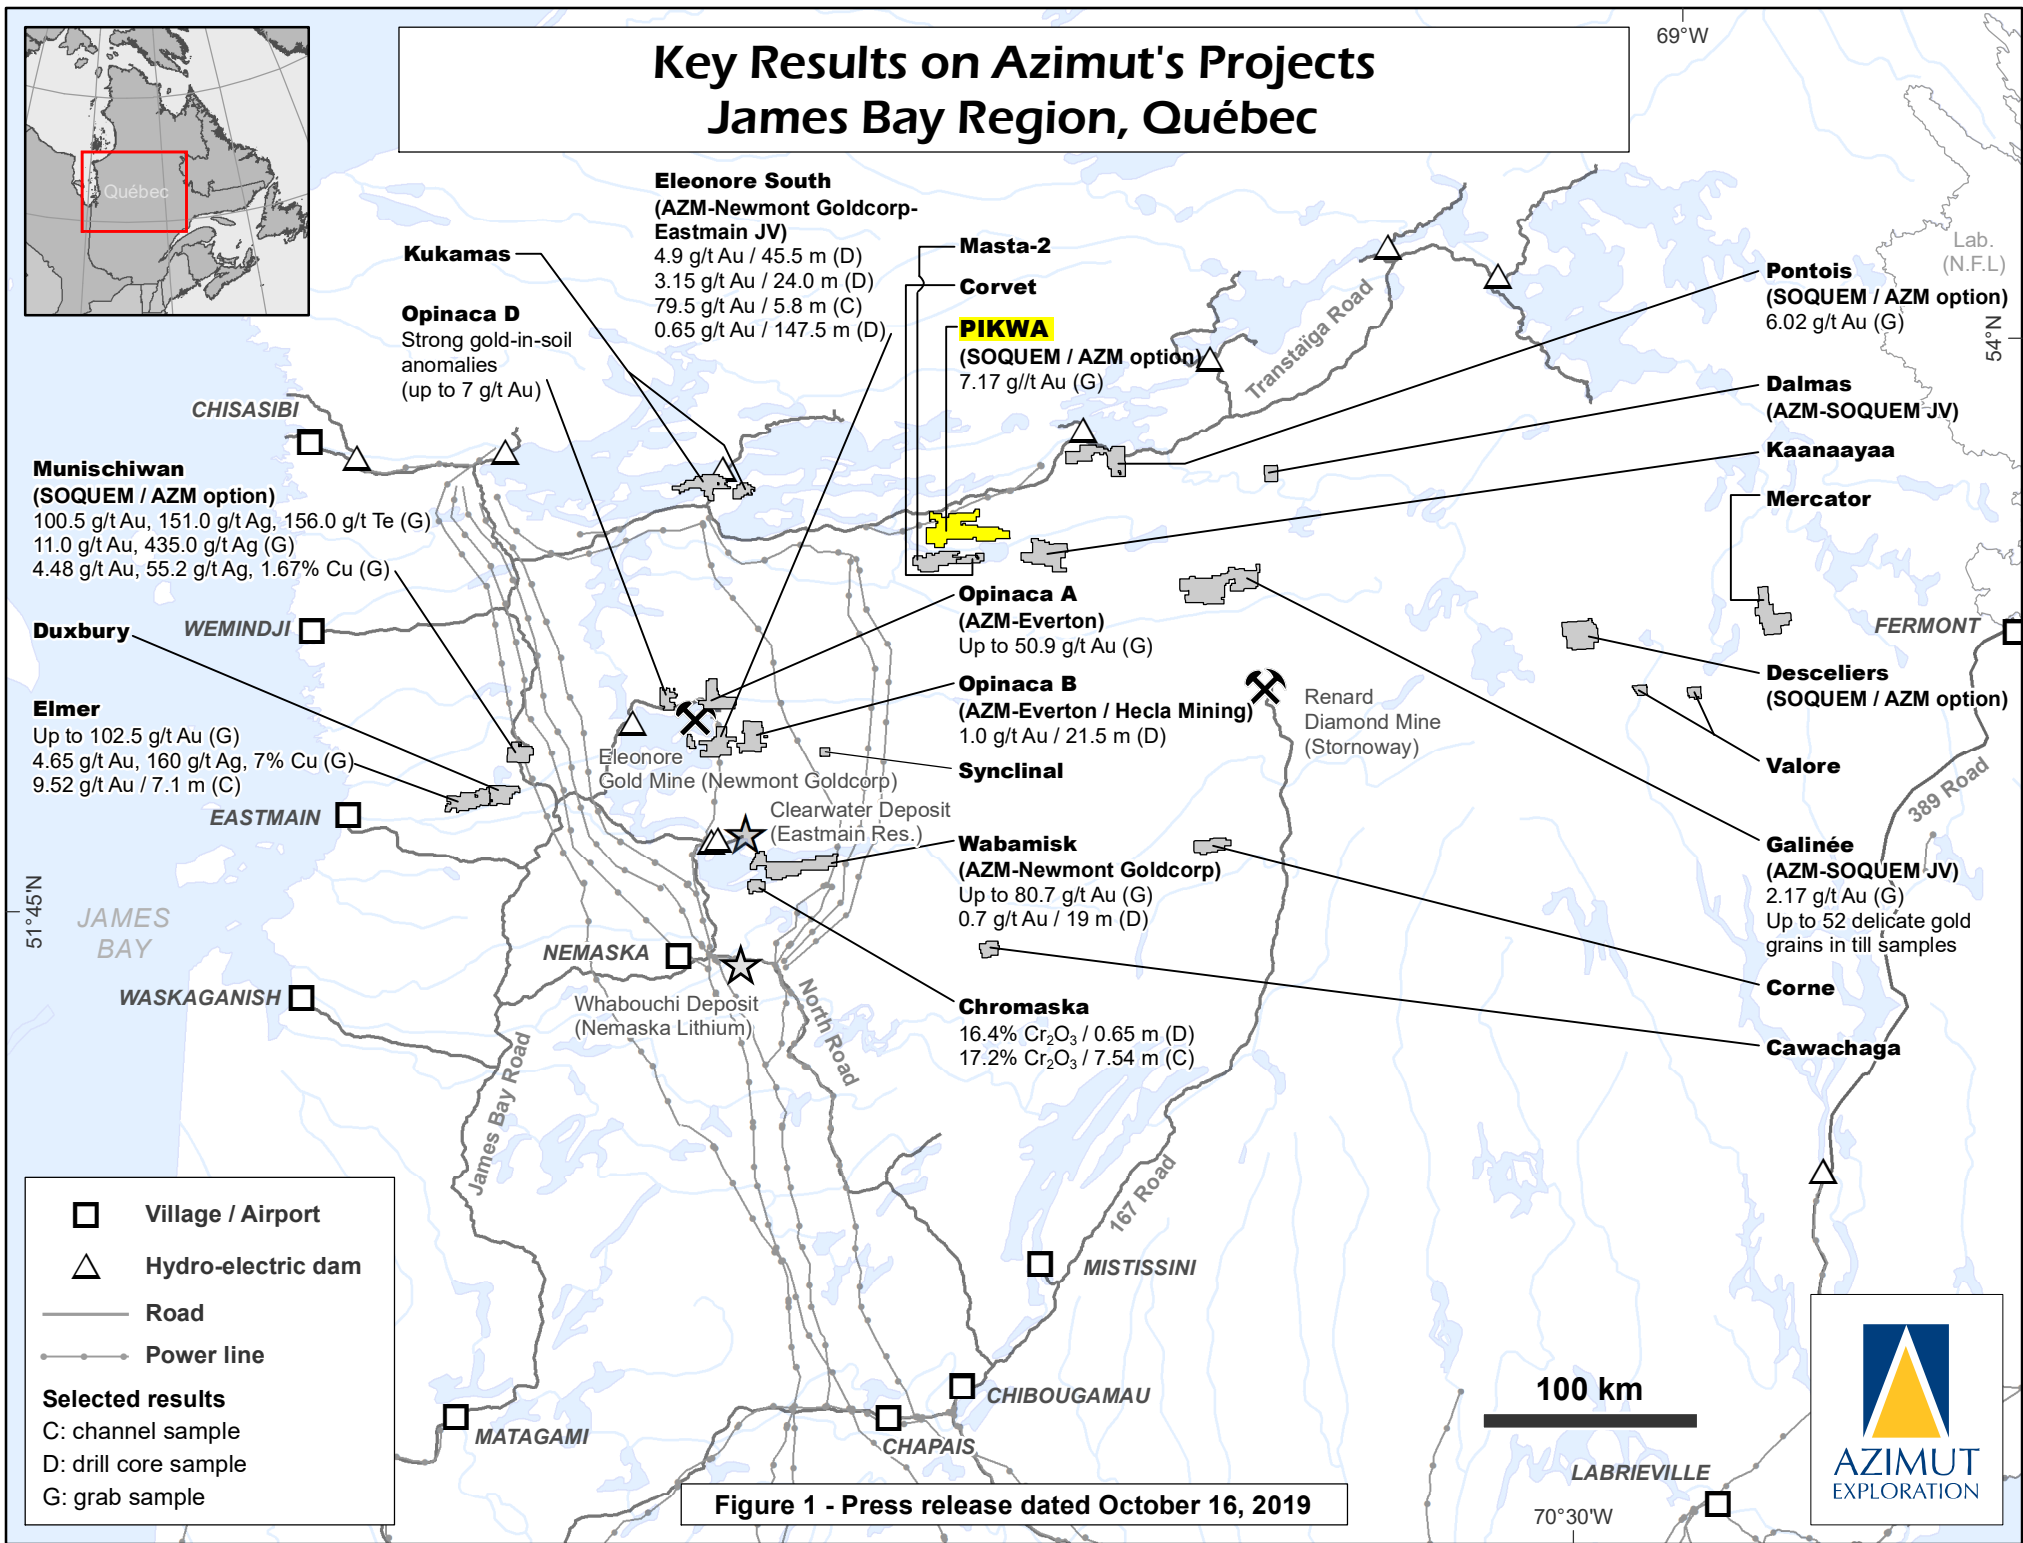 Key Results on Azimut's Projects
James Bay Region, Québec
Québec
69°W
54°N
Lab.
(N.F.L)
Eleonore South
(AZM-Newmont Goldcorp-
Eastmain JV)
4.9 g/t Au / 45.5 m (D)
3.15 g/t Au / 24.0 m (D)
79.5 g/t Au / 5.8 m (C)
0.65 g/t Au / 147.5 m (D)
Kukamas
Opinaca D
Strong gold-in-soil
anomalies
(up to 7 g/t Au)
Masta-2
Corvet
PIKWA
(SOQUEM / AZM option)
7.17 g//t Au (G)
Transtaïga Road
Pontois
(SOQUEM / AZM option)
6.02 g/t Au (G)
Dalmas
(AZM-SOQUEM JV)
Kaanaayaa
Mercator
CHISASIBI
Munischiwan
(SOQUEM / AZM option)
100.5 g/t Au, 151.0 g/t Ag, 156.0 g/t Te (G)
11.0 g/t Au, 435.0 g/t Ag (G)
4.48 g/t Au, 55.2 g/t Ag, 1.67% Cu (G)
Duxbury
WEMINDJI
Elmer
Up to 102.5 g/t Au (G)
4.65 g/t Au, 160 g/t Ag, 7% Cu (G)
9.52 g/t Au / 7.1 m (C)
EASTMAIN
Opinaca A
(AZM-Everton)
Up to 50.9 g/t Au (G)
Opinaca B
(AZM-Everton / Hecla Mining)
1.0 g/t Au / 21.5 m (D)
Synclinal
Eleonore
Gold Mine (Newmont Goldcorp)
Clearwater Deposit
(Eastmain Res.)
Renard
Diamond Mine
(Stornoway)
FERMONT
Desceliers
(SOQUEM / AZM option)
Valore
389 Road
Wabamisk
(AZM-Newmont Goldcorp)
Up to 80.7 g/t Au (G)
0.7 g/t Au / 19 m (D)
Galinée
(AZM-SOQUEM JV)
2.17 g/t Au (G)
Up to 52 delicate gold
grains in till samples
Corne
Cawachaga
51°45'N
JAMES
BAY
NEMASKA
WASKAGANISH
Whabouchi Deposit
(Nemaska Lithium)
North Road
James Bay Road
Chromaska
16.4% Cr₂O₃ / 0.65 m (D)
17.2% Cr₂O₃ / 7.54 m (C)
167 Road
MISTISSINI
CHIBOUGAMAU
CHAPAIS
MATAGAMI
LABRIEVILLE
Village / Airport
Hydro-electric dam
Road
Power line
Selected results
C: channel sample
D: drill core sample
G: grab sample
100 km
Figure 1 - Press release dated October 16, 2019
70°30'W
AZIMUT
EXPLORATION